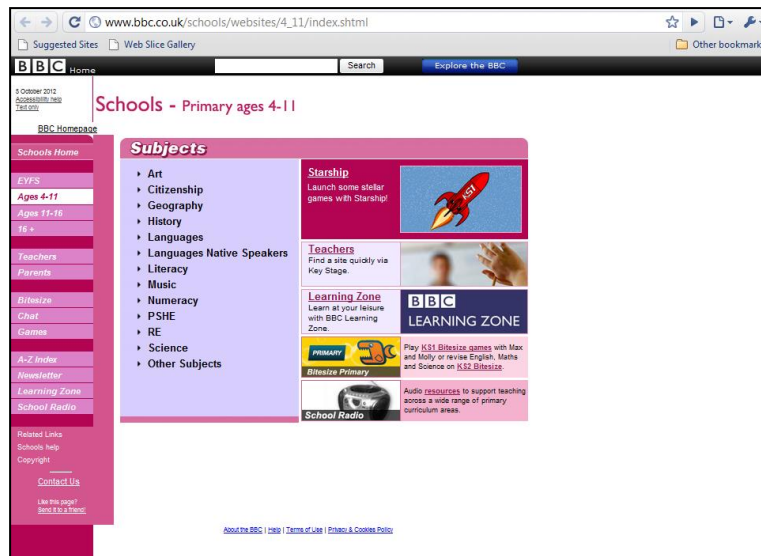 www.bbc.co.uk/schools/websites/4_11/index.shtml
Suggested Sites
Web Slice Gallery
Other bookmark
BBC Home
Search
Explore the BBC
5 October 2012
Accessibility help
Text only
Schools - Primary ages 4-11
BBC Homepage
Schools Home
EYFS
Ages 4-11
Ages 11-16
16 +
Teachers
Parents
Bitesize
Chat
Games
A-Z Index
Newsletter
Learning Zone
School Radio
Related Links
Schools help
Copyright
Contact Us
Like this page?
Send it to a friend!
Subjects
Art
Citizenship
Geography
History
Languages
Languages Native Speakers
Literacy
Music
Numeracy
PSHE
RE
Science
Other Subjects
Starship
Launch some stellar
games with Starship!
KS1
Teachers
Find a site quickly via
Key Stage.
Learning Zone
Learn at your leisure
with BBC Learning
Zone.
BBC
LEARNING ZONE
PRIMARY
Bitesize Primary
Play KS1 Bitesize games with Max
and Molly or revise English, Maths
and Science on KS2 Bitesize.
School Radio
Audio resources to support teaching
across a wide range of primary
curriculum areas.
About the BBC | Help | Terms of Use | Privacy & Cookies Policy